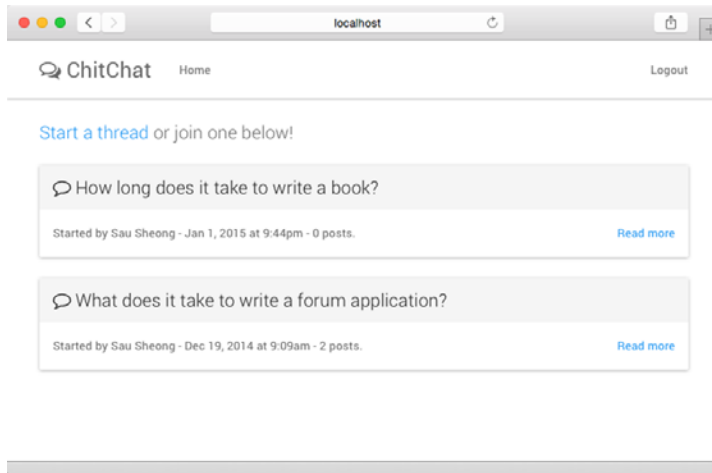 localhost
ChitChat Home Logout
Start a thread or join one below!
How long does it take to write a book?
Started by Sau Sheong - Jan 1, 2015 at 9:44pm - 0 posts. Read more
What does it take to write a forum application?
Started by Sau Sheong - Dec 19, 2014 at 9:09am - 2 posts. Read more